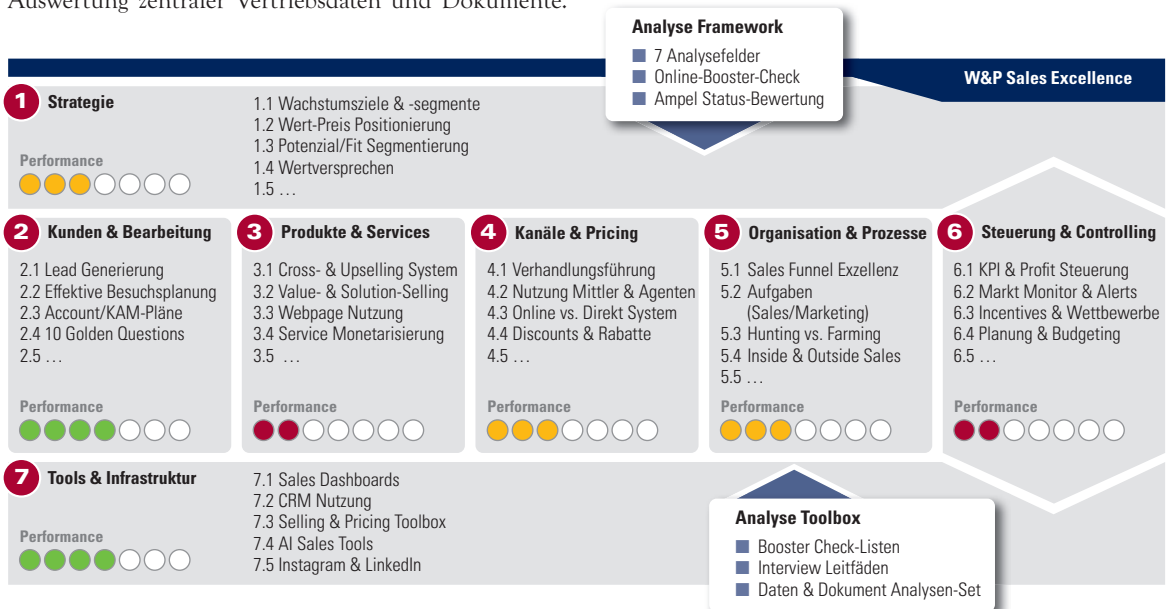 Auswertung zentraler Vertriebsdaten und Dokumente.
Analyse Framework
7 Analysefelder
Online-Booster-Check
Ampel Status-Bewertung
W&P Sales Excellence
1 Strategie
1.1 Wachstumsziele & -segmente
1.2 Wert-Preis Positionierung
1.3 Potenzial/Fit Segmentierung
1.4 Wertversprechen
1.5 …
Performance
2 Kunden & Bearbeitung
2.1 Lead Generierung
2.2 Effektive Besuchsplanung
2.3 Account/KAM-Pläne
2.4 10 Golden Questions
2.5 …
Performance
3 Produkte & Services
3.1 Cross- & Upselling System
3.2 Value- & Solution-Selling
3.3 Webpage Nutzung
3.4 Service Monetarisierung
3.5 …
Performance
4 Kanäle & Pricing
4.1 Verhandlungsführung
4.2 Nutzung Mittler & Agenten
4.3 Online vs. Direkt System
4.4 Discounts & Rabatte
4.5 …
Performance
5 Organisation & Prozesse
5.1 Sales Funnel Exzellenz
5.2 Aufgaben
(Sales/Marketing)
5.3 Hunting vs. Farming
5.4 Inside & Outside Sales
5.5 …
Performance
6 Steuerung & Controlling
6.1 KPI & Profit Steuerung
6.2 Markt Monitor & Alerts
6.3 Incentives & Wettbewerbe
6.4 Planung & Budgeting
6.5 …
Performance
7 Tools & Infrastruktur
7.1 Sales Dashboards
7.2 CRM Nutzung
7.3 Selling & Pricing Toolbox
7.4 AI Sales Tools
7.5 Instagram & LinkedIn
Performance
Analyse Toolbox
Booster Check-Listen
Interview Leitfäden
Daten & Dokument Analysen-Set